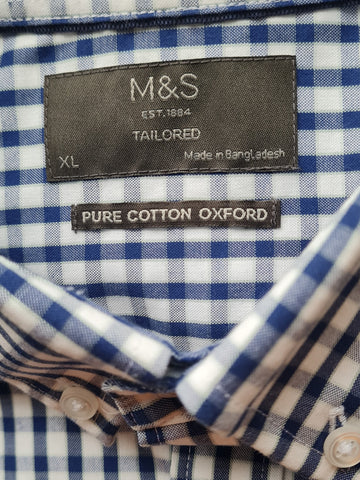 M&S
EST.1884
TAILORED
XL
Made in Bangladesh
PURE COTTON OXFORD